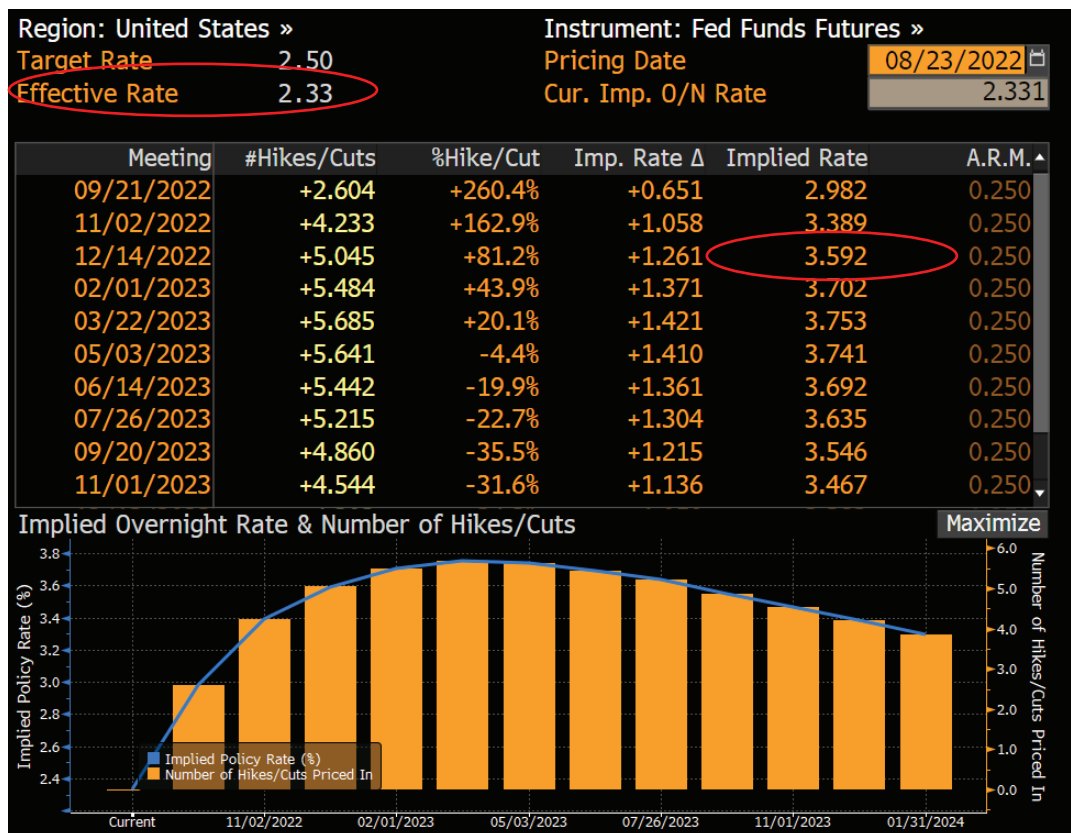 Region: United States » Instrument: Fed Funds Futures »
Target Rate 2.50 Pricing Date 08/23/2022
Effective Rate 2.33 Cur. Imp. O/N Rate 2.331
Meeting #Hikes/Cuts %Hike/Cut Imp. Rate Δ Implied Rate A.R.M.
09/21/2022 +2.604 +260.4% +0.651 2.982 0.250
11/02/2022 +4.233 +162.9% +1.058 3.389 0.250
12/14/2022 +5.045 +81.2% +1.261 3.592 0.250
02/01/2023 +5.484 +43.9% +1.371 3.702 0.250
03/22/2023 +5.685 +20.1% +1.421 3.753 0.250
05/03/2023 +5.641 -4.4% +1.410 3.741 0.250
06/14/2023 +5.442 -19.9% +1.361 3.692 0.250
07/26/2023 +5.215 -22.7% +1.304 3.635 0.250
09/20/2023 +4.860 -35.5% +1.215 3.546 0.250
11/01/2023 +4.544 -31.6% +1.136 3.467 0.250
Implied Overnight Rate & Number of Hikes/Cuts Maximize
Implied Policy Rate (%)
3.8
3.6
3.4
3.2
3.0
2.8
2.6
2.4
Implied Policy Rate (%)
Number of Hikes/Cuts Priced In
6.0
5.0
4.0
3.0
2.0
1.0
0.0
Number of Hikes/Cuts Priced In
Current 11/02/2022 02/01/2023 05/03/2023 07/26/2023 11/01/2023 01/31/2024